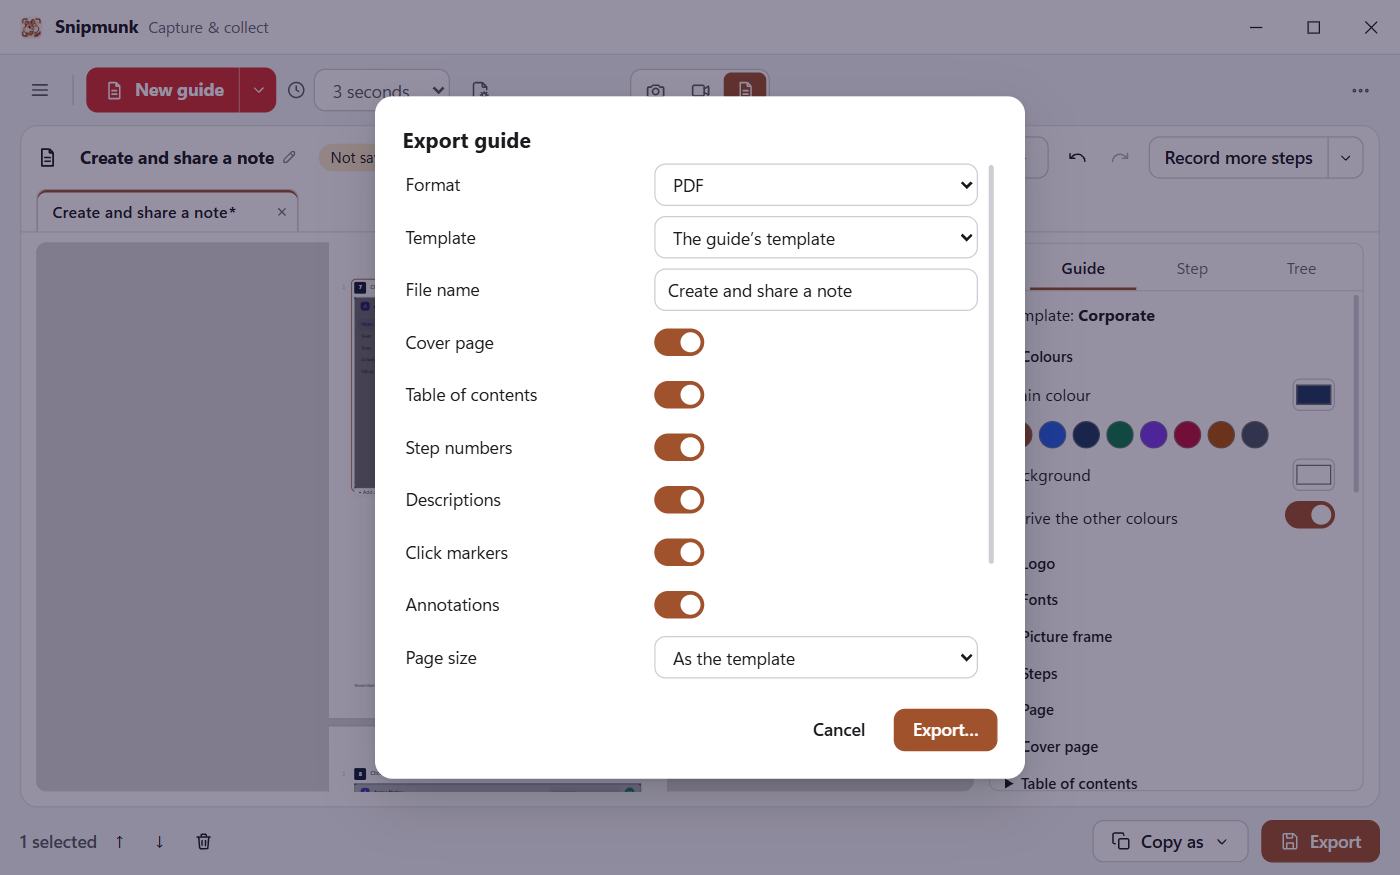 Snipmunk Capture & collect
New guide
3 seconds
Create and share a note
Not sa
Record more steps
Create and share a note*
Export guide
Format
PDF
Template
The guide’s template
File name
Create and share a note
Cover page
Table of contents
Step numbers
Descriptions
Click markers
Annotations
Page size
As the template
Cancel
Export...
Guide
Step
Tree
mplate: Corporate
Colours
in colour
ckground
rive the other colours
Logo
Fonts
Picture frame
Steps
Page
Cover page
Table of contents
7
8
1 selected
Copy as
Export